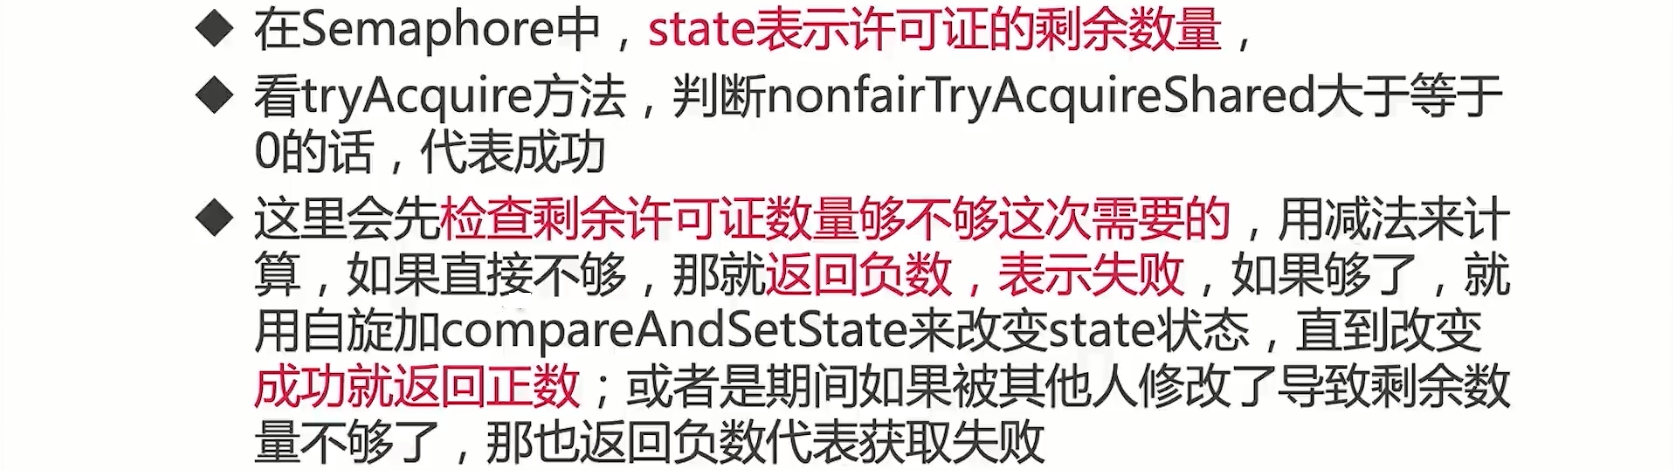 ◆ 在Semaphore中，state表示许可证的剩余数量，
◆ 看tryAcquire方法，判断nonfairTryAcquireShared大于等于
0的话，代表成功
◆ 这里会先检查剩余许可证数量够不够这次需要的，用减法来计
算，如果直接不够，那就返回负数，表示失败，如果够了，就
用自旋加compareAndSetState来改变state状态，直到改变
成功就返回正数；或者是期间如果被其他人修改了导致剩余数
量不够了，那也返回负数代表获取失败